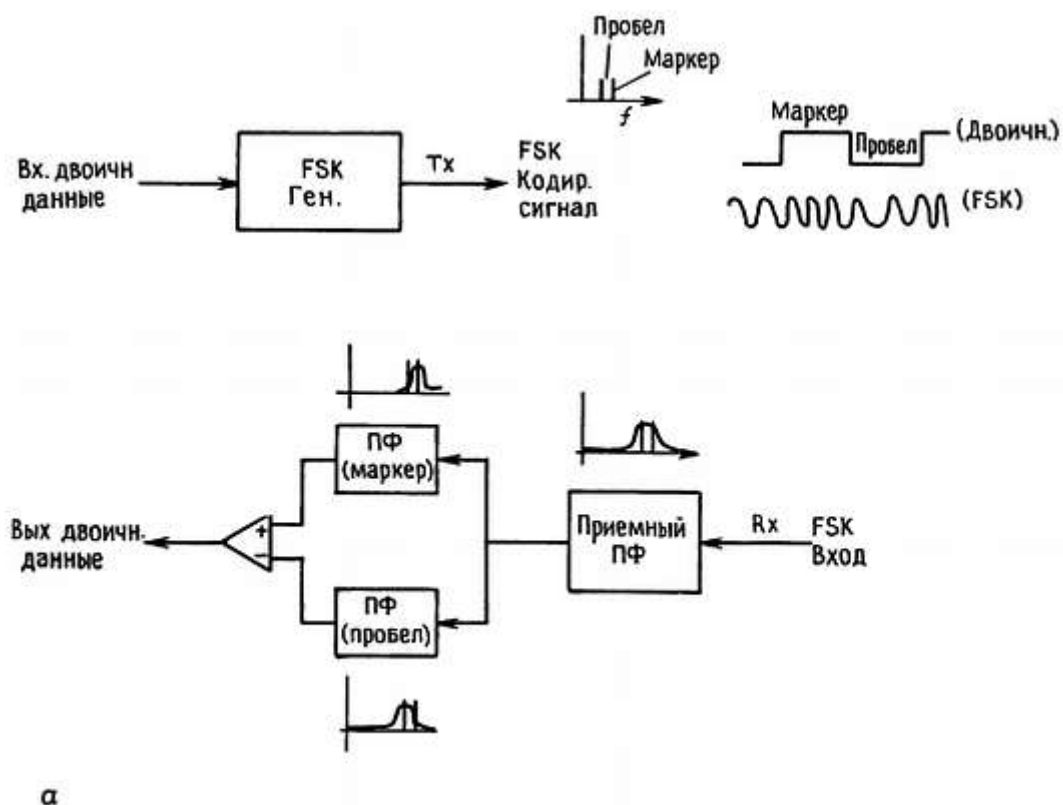 Пробел
Маркер
f
Маркер
Пробел
(Двоичн.)
(FSK)
Вх. двоичн
данные
FSK
Ген.
Tx
FSK
Кодир.
сигнал
ПФ
(маркер)
Вых двоичн.
данные
+
−
Приемный
ПФ
Rx
FSK
Вход
ПФ
(пробел)
а